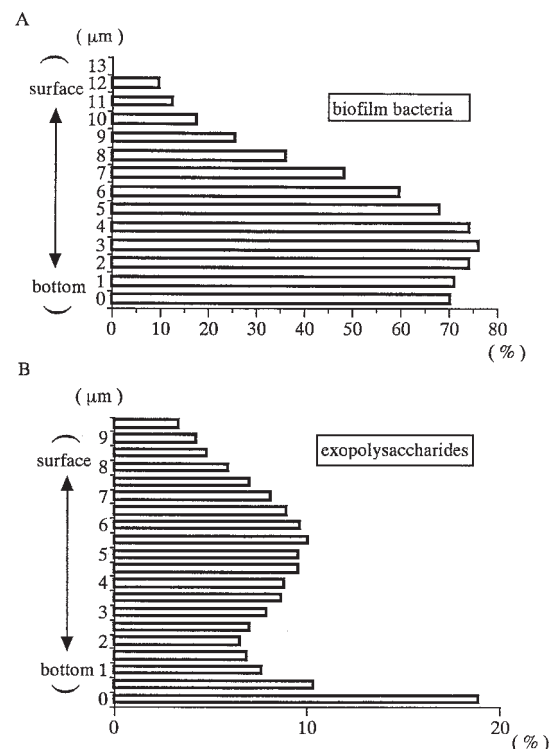 A
( μm )
13
surface
12
11
10
9
8
7
6
5
4
3
2
bottom
1
0
biofilm bacteria
0 10 20 30 40 50 60 70 80
( % )
B
( μm )
9
surface
8
7
6
5
4
3
2
bottom
1
0
exopolysaccharides
0 10 20
( % )